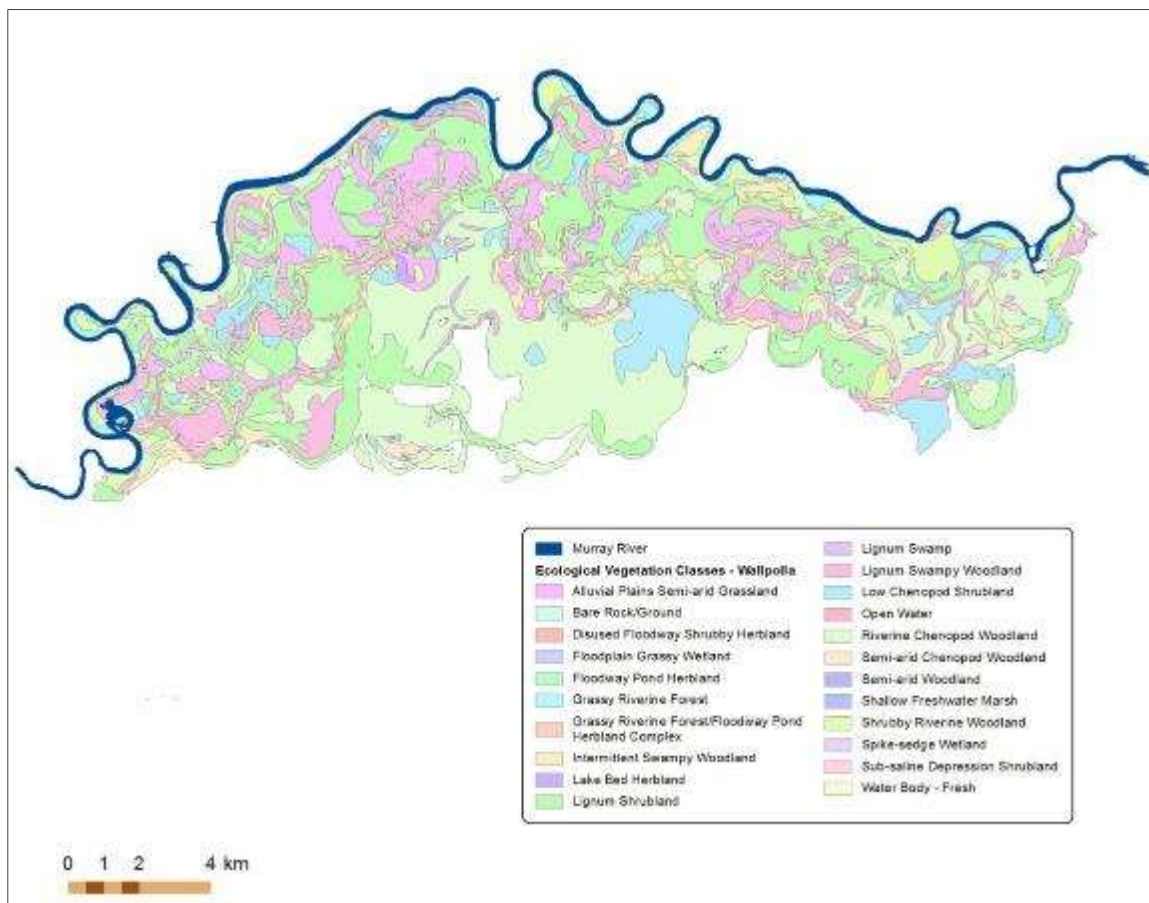 Murray River
Ecological Vegetation Classes - Wallpolla
Alluvial Plains Semi-arid Grassland
Bare Rock/Ground
Disused Floodway Shrubby Herbland
Floodplain Grassy Wetland
Floodway Pond Herbland
Grassy Riverine Forest
Grassy Riverine Forest/Floodway Pond
Herbland Complex
Intermittent Swampy Woodland
Lake Bed Herbland
Lignum Shrubland
Lignum Swamp
Lignum Swampy Woodland
Low Chenopod Shrubland
Open Water
Riverine Chenopod Woodland
Semi-arid Chenopod Woodland
Semi-arid Woodland
Shallow Freshwater Marsh
Shrubby Riverine Woodland
Spike-sedge Wetland
Sub-saline Depression Shrubland
Water Body - Fresh
0 1 2 4 km